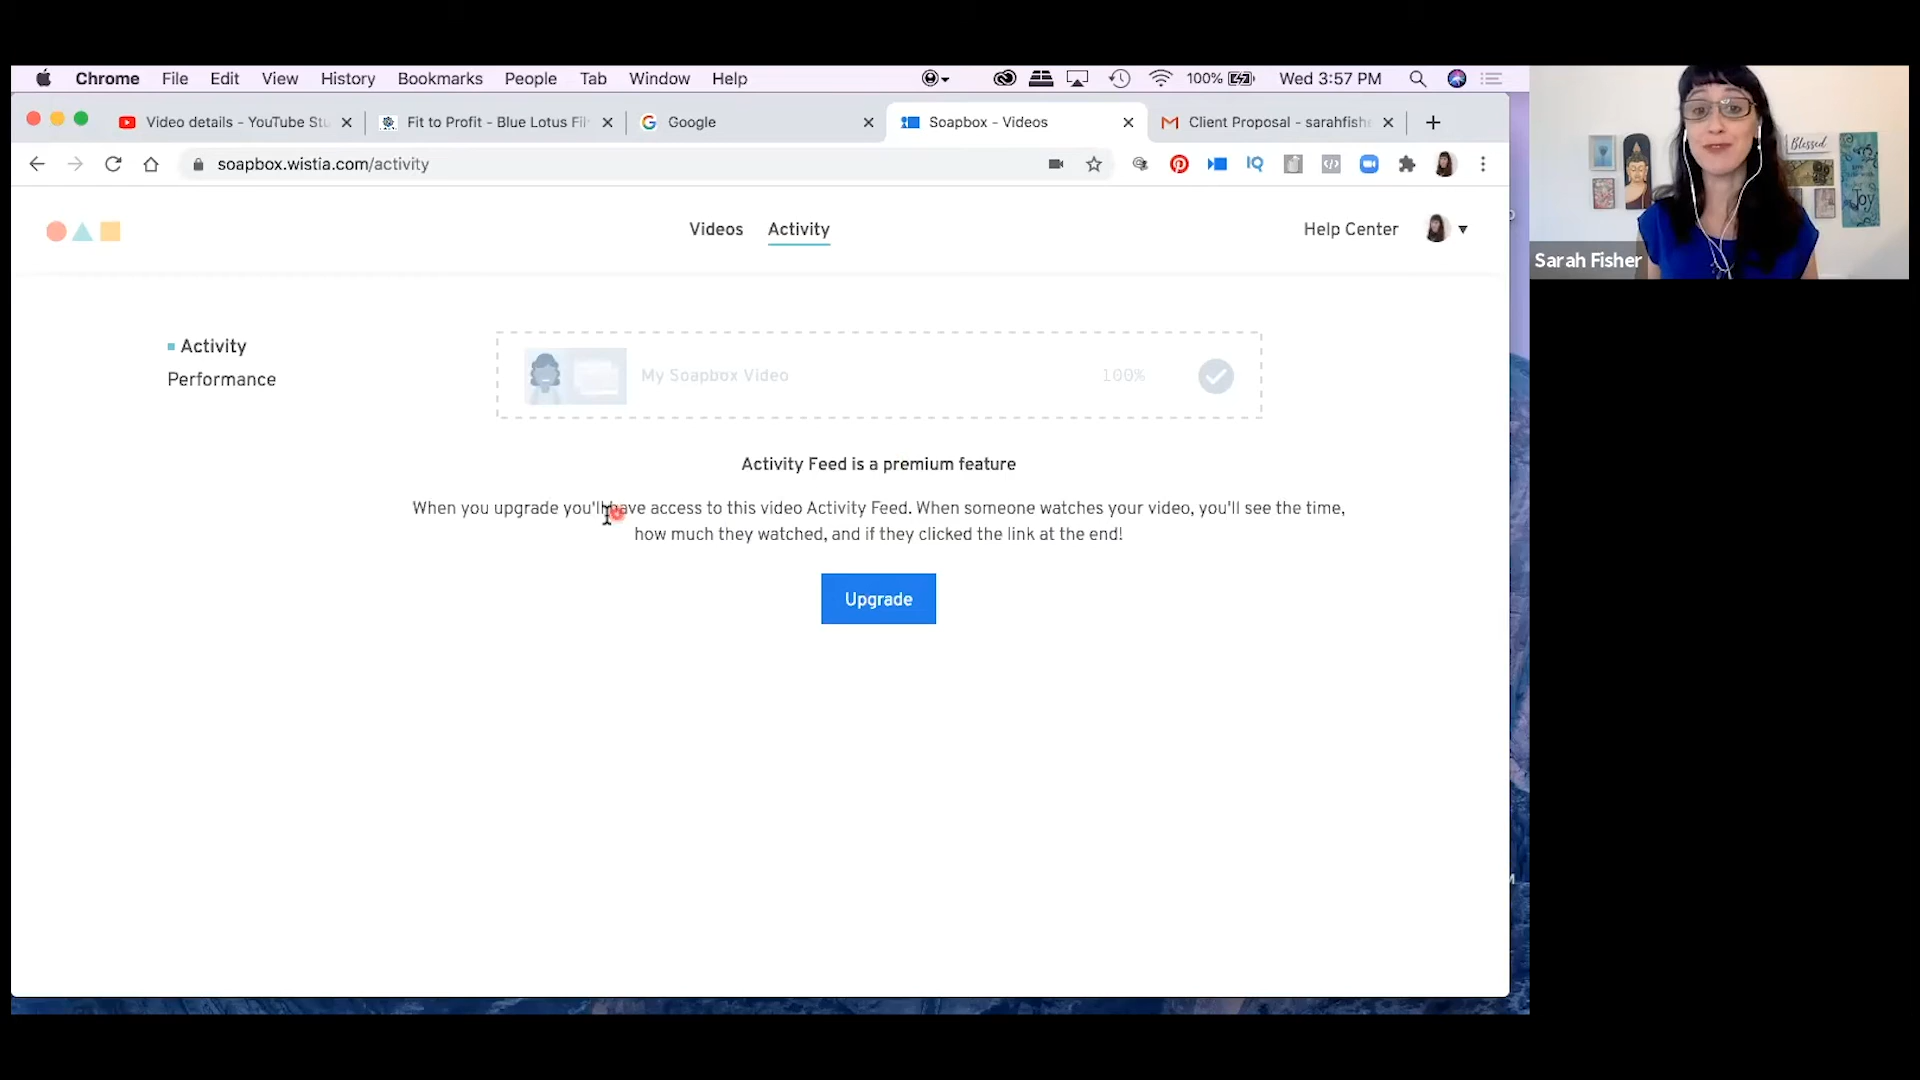 Chrome File Edit View History Bookmarks People Tab Window Help 100% Wed 3:57 PM
Video details - YouTube Stu Fit to Profit - Blue Lotus Fil Google Soapbox - Videos Client Proposal - sarahfish
soapbox.wistia.com/activity IQ
Videos Activity Help Center
Activity
Performance
My Soapbox Video 100%
Activity Feed is a premium feature
When you upgrade you'll have access to this video Activity Feed. When someone watches your video, you'll see the time,
how much they watched, and if they clicked the link at the end!
Upgrade
Blessed
Joy
Sarah Fisher